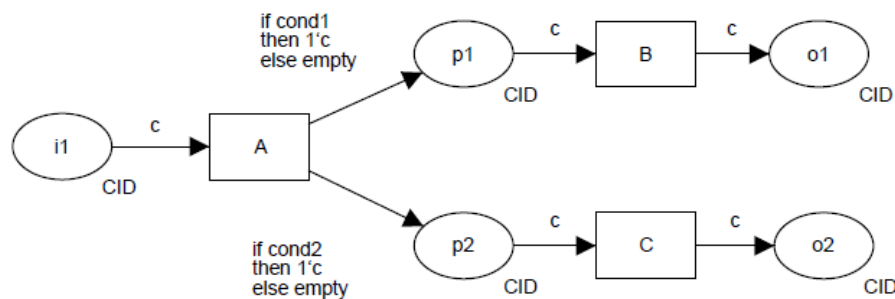 if cond1
then 1‘c
else empty
p1
c
B
c
o1
CID
CID
i1
c
A
CID
if cond2
then 1‘c
else empty
p2
c
C
c
o2
CID
CID